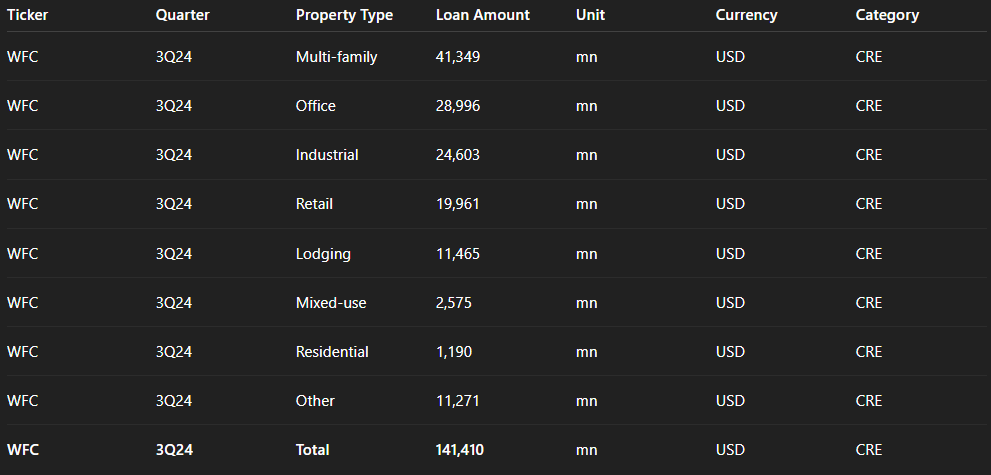 Ticker Quarter Property Type Loan Amount Unit Currency Category
WFC 3Q24 Multi-family 41,349 mn USD CRE
WFC 3Q24 Office 28,996 mn USD CRE
WFC 3Q24 Industrial 24,603 mn USD CRE
WFC 3Q24 Retail 19,961 mn USD CRE
WFC 3Q24 Lodging 11,465 mn USD CRE
WFC 3Q24 Mixed-use 2,575 mn USD CRE
WFC 3Q24 Residential 1,190 mn USD CRE
WFC 3Q24 Other 11,271 mn USD CRE
WFC 3Q24 Total 141,410 mn USD CRE